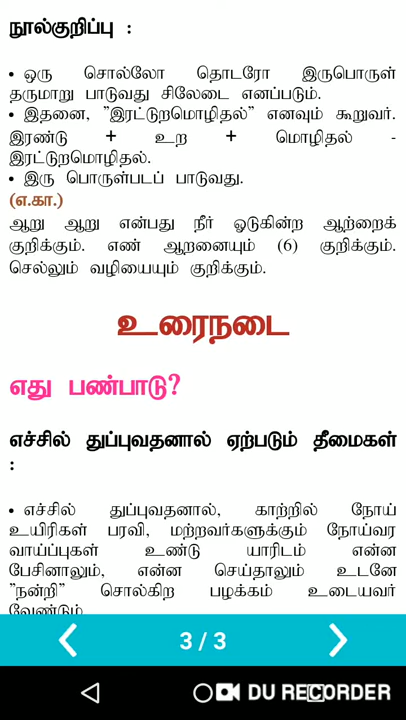 நூல்குறிப்பு :
• ஒரு சொல்லோ தொடரோ இருபொருள்
தருமாறு பாடுவது சிலேடை எனப்படும்.
• இதனை, "இரட்டுறமொழிதல்" எனவும் கூறுவர்.
இரண்டு + உற + மொழிதல் -
இரட்டுறமொழிதல்.
• இரு பொருள்படப் பாடுவது.
(எ.கா.)
ஆறு ஆறு என்பது நீர் ஓடுகின்ற ஆற்றைக்
குறிக்கும். எண் ஆறனையும் (6) குறிக்கும்.
செல்லும் வழியையும் குறிக்கும்.
உரைநடை
எது பண்பாடு?
எச்சில் துப்புவதனால் ஏற்படும் தீமைகள்
:
• எச்சில் துப்புவதனால், காற்றில் நோய்
உயிரிகள் பரவி, மற்றவர்களுக்கும் நோய்வர
வாய்ப்புகள் உண்டு யாரிடம் என்ன
பேசினாலும், என்ன செய்தாலும் உடனே
"நன்றி" சொல்கிற பழக்கம் உடையவர்
வேண்டும்
3 / 3
DU RECORDER